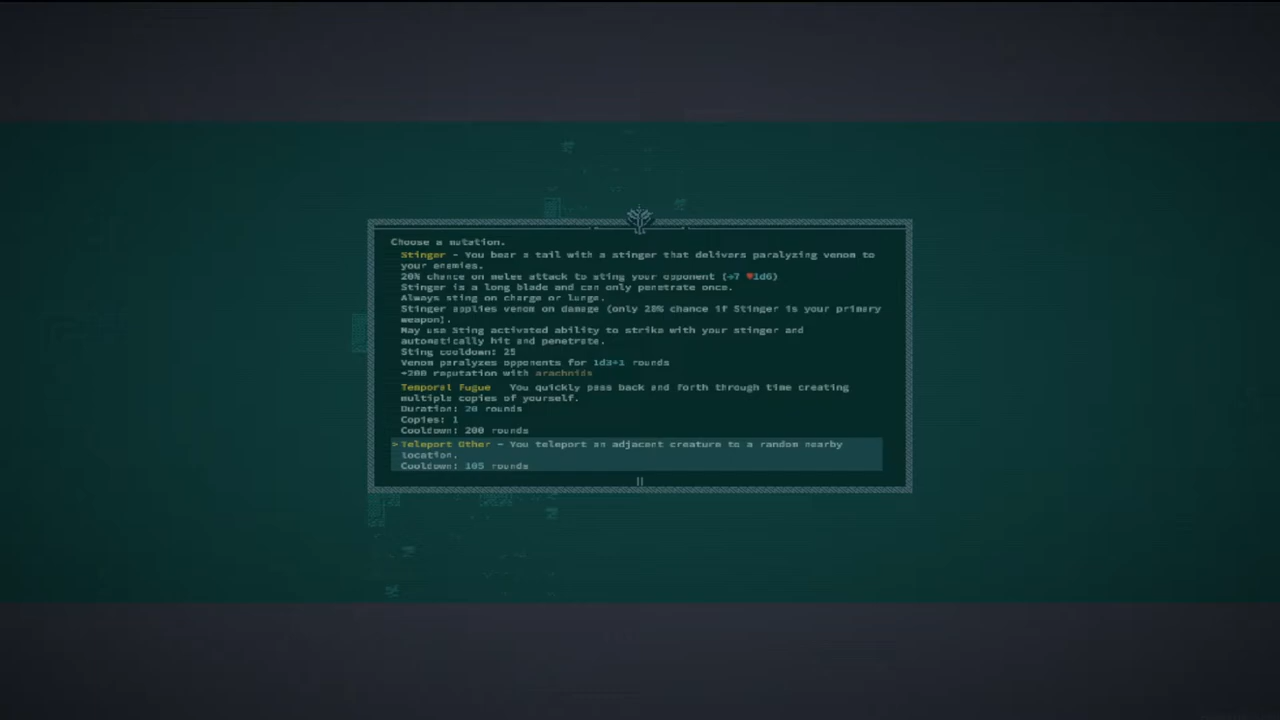 Choose a mutation.
Stinger – You bear a tail with a stinger that delivers paralyzing venom to
your enemies.
20% chance on melee attack to sting your opponent (→7 ♥1d6)
Stinger is a long blade and can only penetrate once.
Always sting on charge or lunge.
Stinger applies venom on damage (only 20% chance if Stinger is your primary
weapon).
May use Sting activated ability to strike with your stinger and
automatically hit and penetrate.
Sting cooldown: 25
Venom paralyzes opponents for 1d3+1 rounds
+200 reputation with arachnids
Temporal Fugue – You quickly pass back and forth through time creating
multiple copies of yourself.
Duration: 20 rounds
Copies: 1
Cooldown: 200 rounds
>Teleport Other – You teleport an adjacent creature to a random nearby
location.
Cooldown: 105 rounds